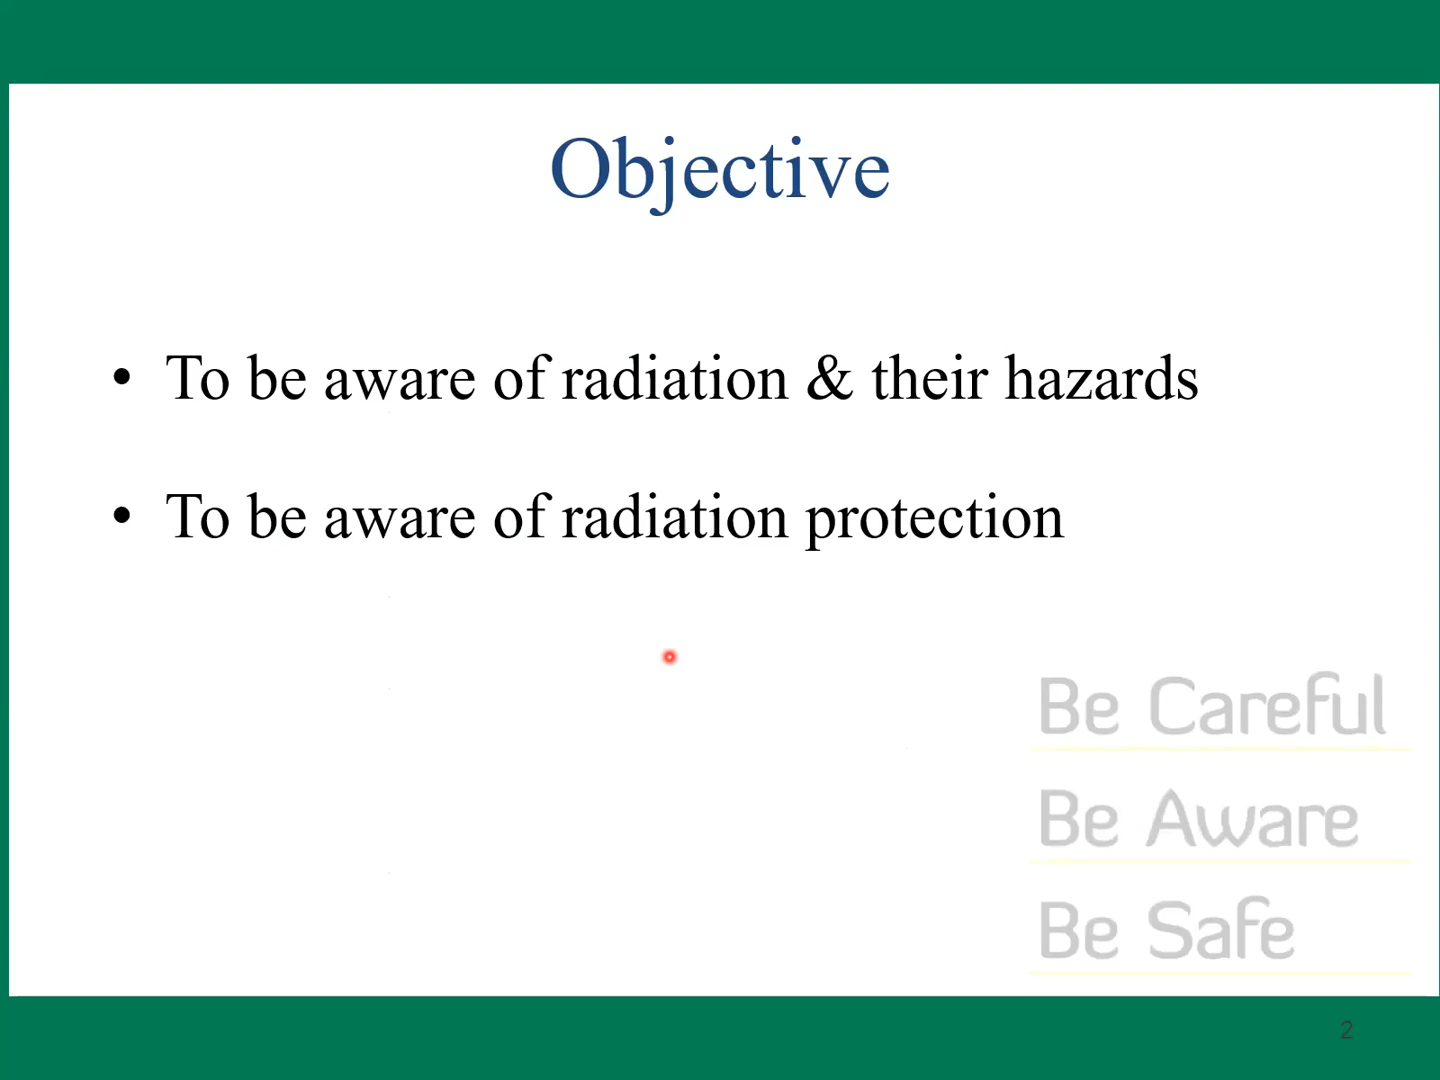 Objective
• To be aware of radiation & their hazards
• To be aware of radiation protection
Be Careful
Be Aware
Be Safe
2